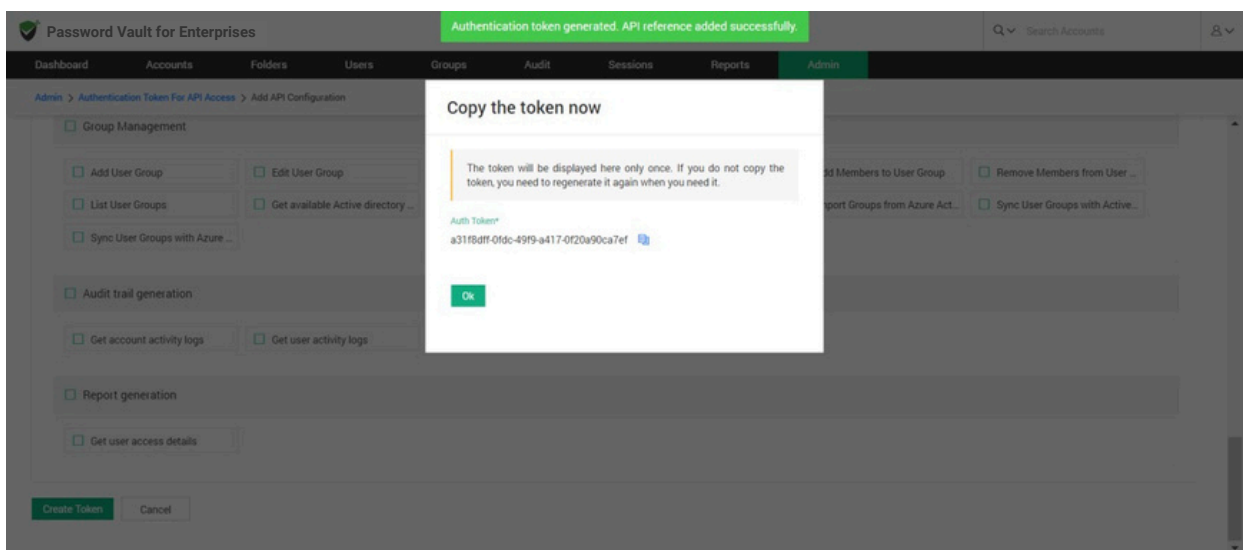 Authentication token generated. API reference added successfully.
Password Vault for Enterprises
Search Accounts
Dashboard Accounts Folders Users Groups Audit Sessions Reports Admin
Admin > Authentication Token For API Access > Add API Configuration
Copy the token now
The token will be displayed here only once. If you do not copy the
token, you need to regenerate it again when you need it.
Auth Token*
a31f8dff-0fdc-49f9-a417-0f20a90ca7ef
Ok
Group Management
Add User Group Edit User Group Members to User Group Remove Members from User ...
List User Groups Get available Active directory ... Groups from Azure Act... Sync User Groups with Active...
Sync User Groups with Azure ...
Audit trail generation
Get account activity logs Get user activity logs
Report generation
Get user access details
Create Token Cancel